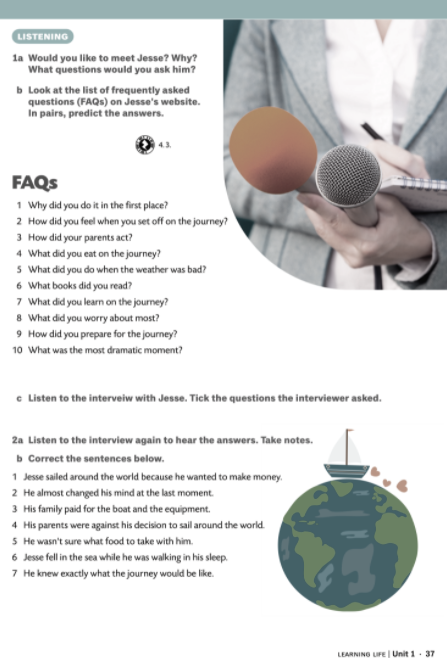 LISTENING
1a Would you like to meet Jesse? Why?
What questions would you ask him?
b Look at the list of frequently asked
questions (FAQs) on Jesse's website.
In pairs, predict the answers.
4.3.
FAQs
1 Why did you do it in the first place?
2 How did you feel when you set off on the journey?
3 How did your parents act?
4 What did you eat on the journey?
5 What did you do when the weather was bad?
6 What books did you read?
7 What did you learn on the journey?
8 What did you worry about most?
9 How did you prepare for the journey?
10 What was the most dramatic moment?
c Listen to the interveiw with Jesse. Tick the questions the interviewer asked.
2a Listen to the interview again to hear the answers. Take notes.
b Correct the sentences below.
1 Jesse sailed around the world because he wanted to make money.
2 He almost changed his mind at the last moment.
3 His family paid for the boat and the equipment.
4 His parents were against his decision to sail around the world.
5 He wasn't sure what food to take with him.
6 Jesse fell in the sea while he was walking in his sleep.
7 He knew exactly what the journey would be like.
LEARNING LIFE | Unit 1 · 37